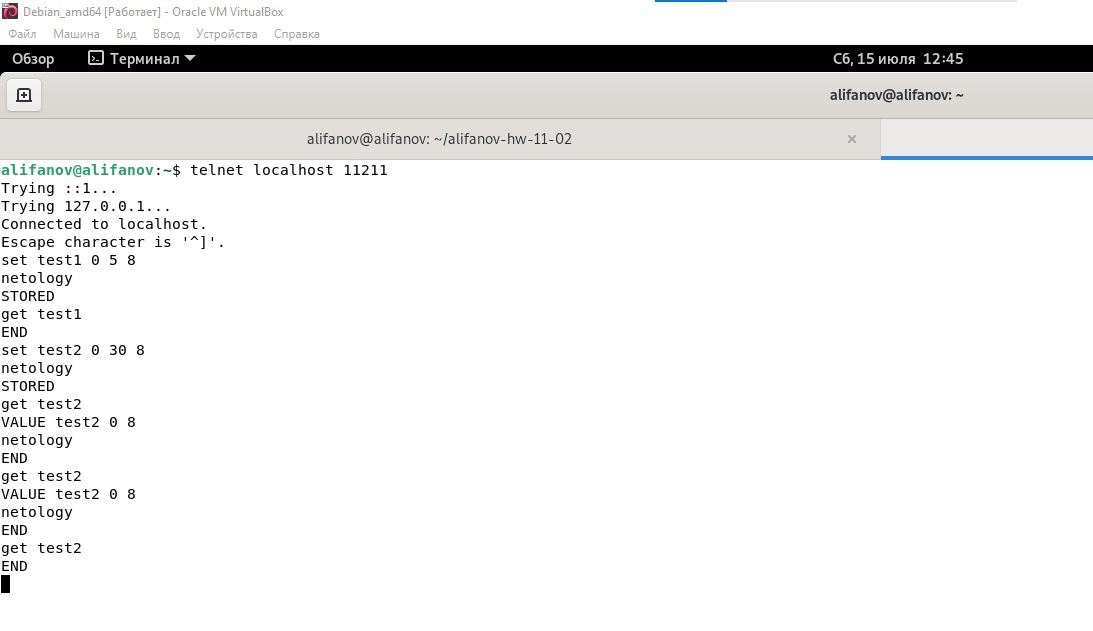 Debian_amd64 [Работает] - Oracle VM VirtualBox
Файл Машина Вид Ввод Устройства Справка
Обзор Терминал Сб, 15 июля 12:45
alifanov@alifanov: ~
alifanov@alifanov: ~/alifanov-hw-11-02 ×
alifanov@alifanov:~$ telnet localhost 11211
Trying ::1...
Trying 127.0.0.1...
Connected to localhost.
Escape character is '^]'.
set test1 0 5 8
netology
STORED
get test1
END
set test2 0 30 8
netology
STORED
get test2
VALUE test2 0 8
netology
END
get test2
VALUE test2 0 8
netology
END
get test2
END